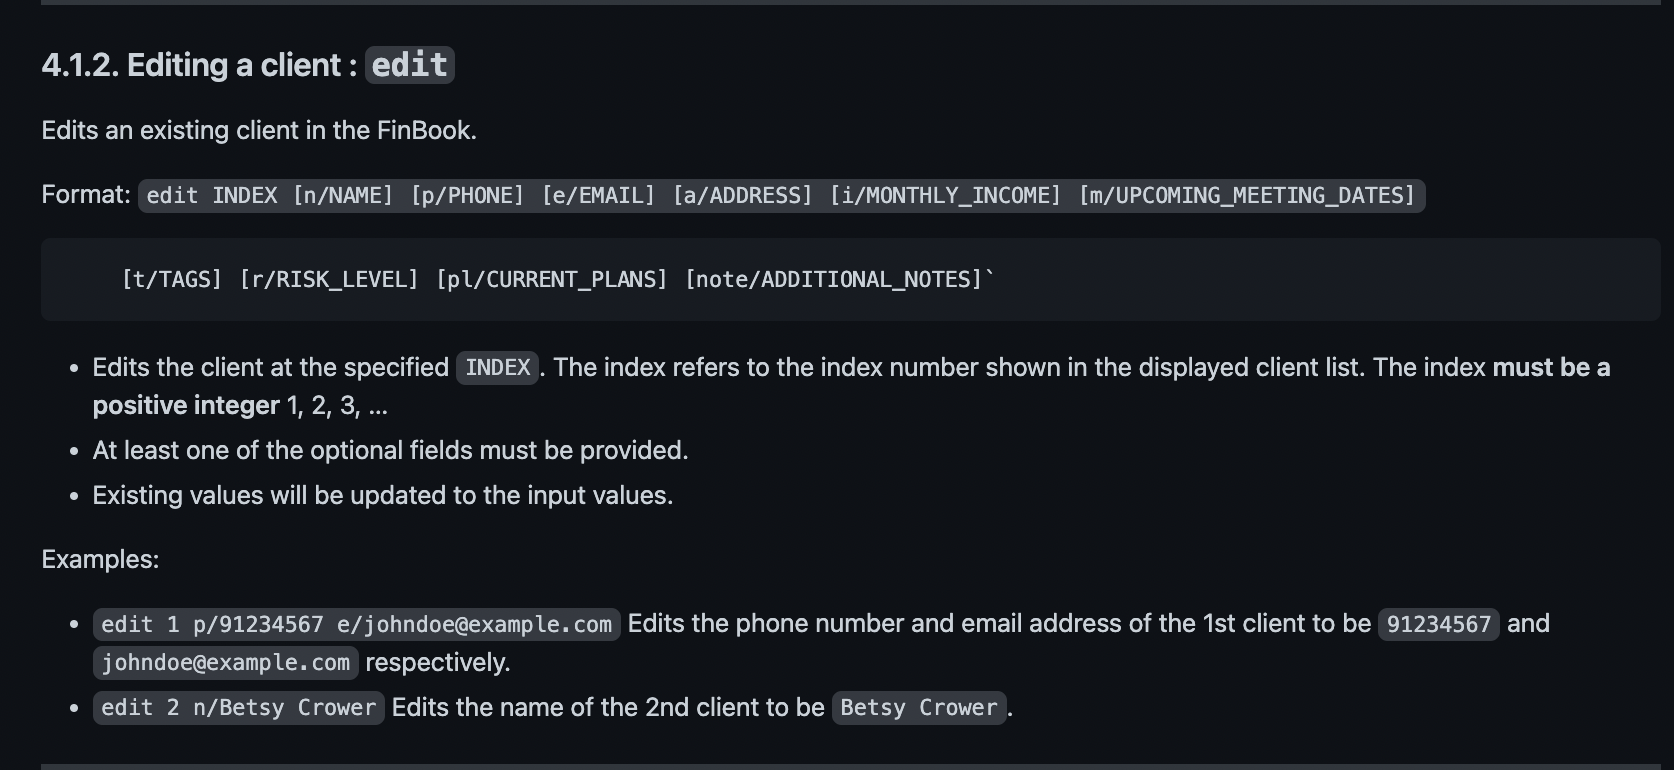 4.1.2. Editing a client : edit
Edits an existing client in the FinBook.
Format: edit INDEX [n/NAME] [p/PHONE] [e/EMAIL] [a/ADDRESS] [i/MONTHLY_INCOME] [m/UPCOMING_MEETING_DATES]
[t/TAGS] [r/RISK_LEVEL] [pl/CURRENT_PLANS] [note/ADDITIONAL_NOTES]`
• Edits the client at the specified INDEX. The index refers to the index number shown in the displayed client list. The index must be a
positive integer 1, 2, 3, …
• At least one of the optional fields must be provided.
• Existing values will be updated to the input values.
Examples:
• edit 1 p/91234567 e/johndoe@example.com Edits the phone number and email address of the 1st client to be 91234567 and
johndoe@example.com respectively.
• edit 2 n/Betsy Crower Edits the name of the 2nd client to be Betsy Crower.